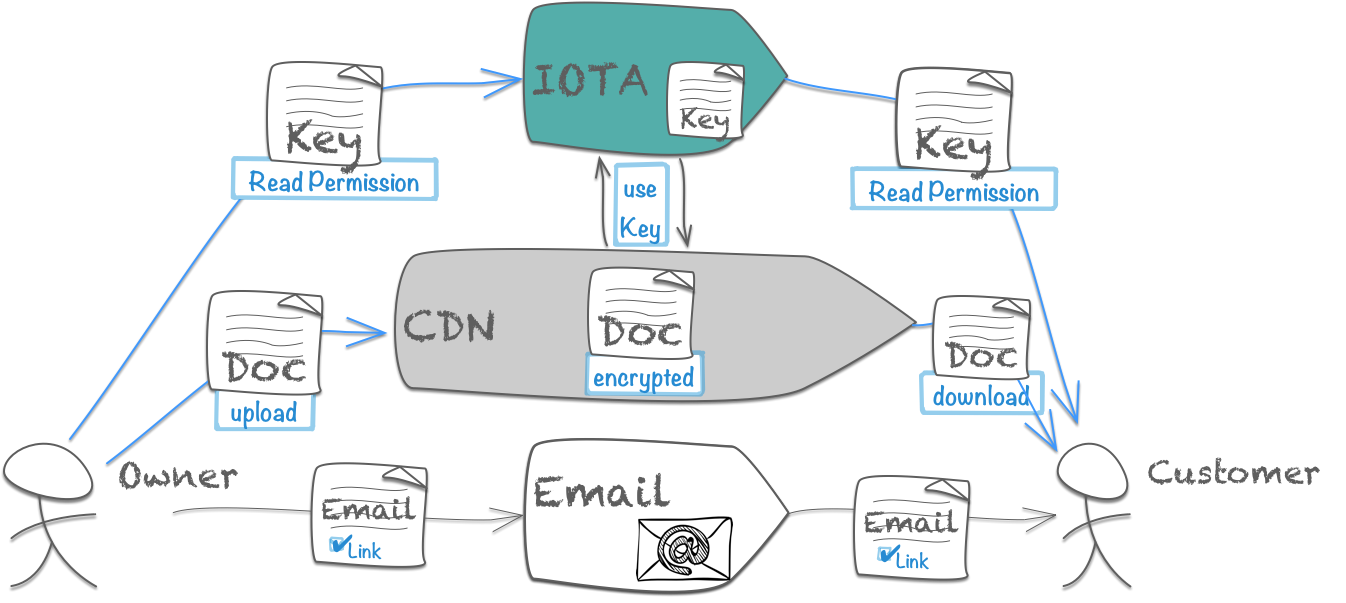 IOTA
Key
Key
Key
Read Permission
Read Permission
use
Key
CDN
Doc
Doc
Doc
encrypted
upload
download
Owner
Customer
Email
Email
Email
Link
Link